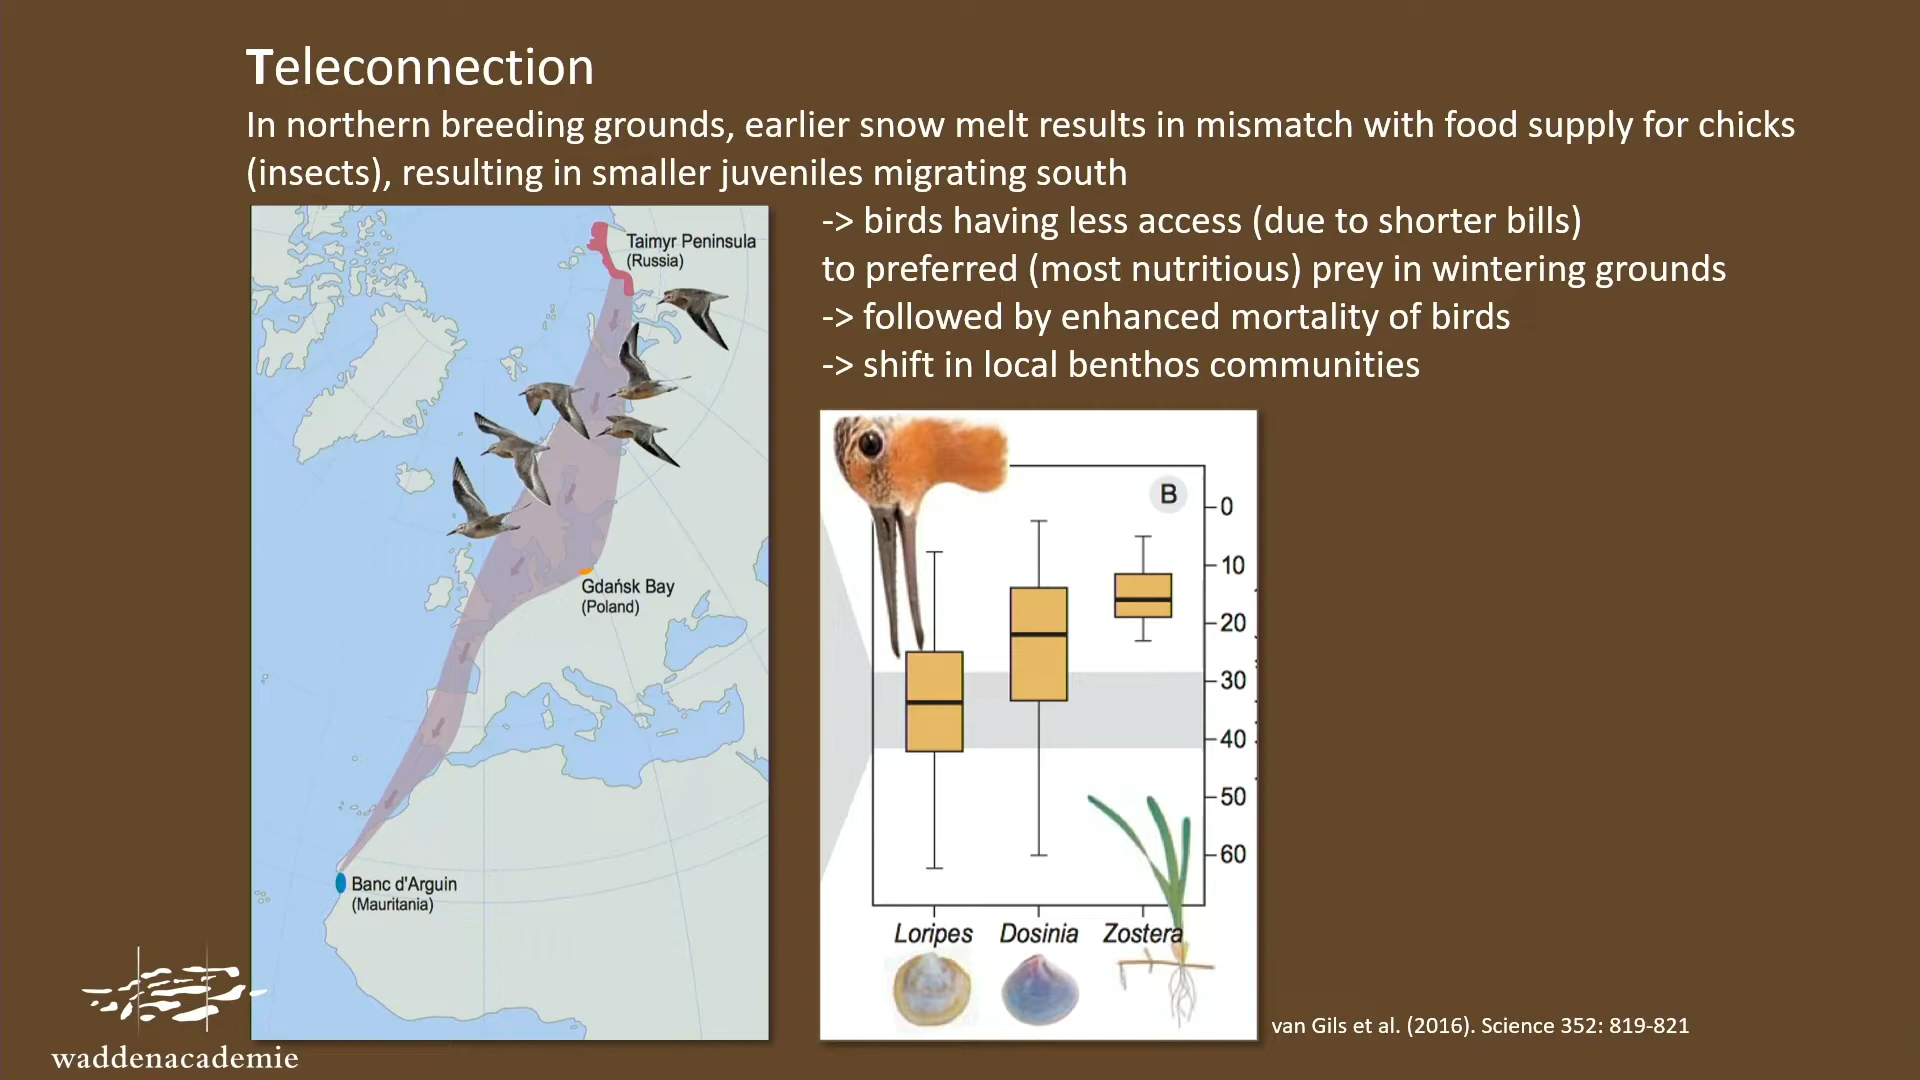 Teleconnection
In northern breeding grounds, earlier snow melt results in mismatch with food supply for chicks
(insects), resulting in smaller juveniles migrating south
-> birds having less access (due to shorter bills)
to preferred (most nutritious) prey in wintering grounds
-> followed by enhanced mortality of birds
-> shift in local benthos communities
Taimyr Peninsula
(Russia)
Gdańsk Bay
(Poland)
Banc d'Arguin
(Mauritania)
B
0
10
20
30
40
50
60
Loripes Dosinia Zostera
van Gils et al. (2016). Science 352: 819-821
waddenacademie